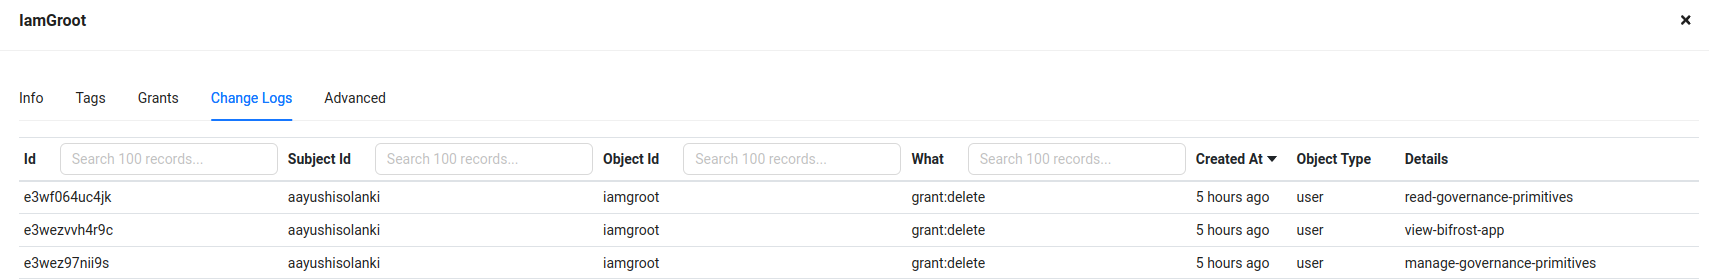 IamGroot
Info Tags Grants Change Logs Advanced
Id Search 100 records... Subject Id Search 100 records... Object Id Search 100 records... What Search 100 records... Created At Object Type Details
e3wf064uc4jk aayushisolanki iamgroot grant:delete 5 hours ago user read-governance-primitives
e3wezvvh4r9c aayushisolanki iamgroot grant:delete 5 hours ago user view-bifrost-app
e3wez97nii9s aayushisolanki iamgroot grant:delete 5 hours ago user manage-governance-primitives